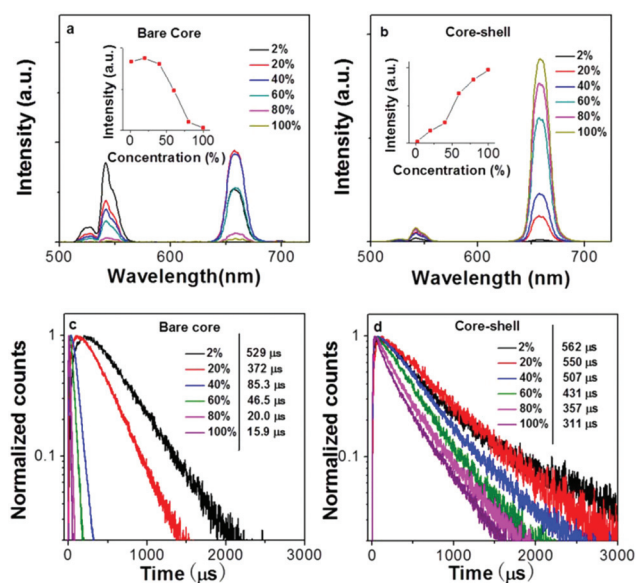 a
Bare Core
2%
20%
40%
60%
80%
100%
Intensity (a.u.)
Intensity (a.u.)
0 50 100
Concentration (%)
500 600 700
Wavelength(nm)
b
Core-shell
2%
20%
40%
60%
80%
100%
Intensity (a.u.)
Intensity (a.u.)
0 50 100
Concentration (%)
500 600 700
Wavelength (nm)
c
Bare core
2% 529 µs
20% 372 µs
40% 85.3 µs
60% 46.5 µs
80% 20.0 µs
100% 15.9 µs
Normalized counts
1
0.1
0 1000 2000 3000
Time (µs)
d
Core-shell
2% 562 µs
20% 550 µs
40% 507 µs
60% 431 µs
80% 357 µs
100% 311 µs
Normalized counts
1
0.1
0 1000 2000 3000
Time (µs)